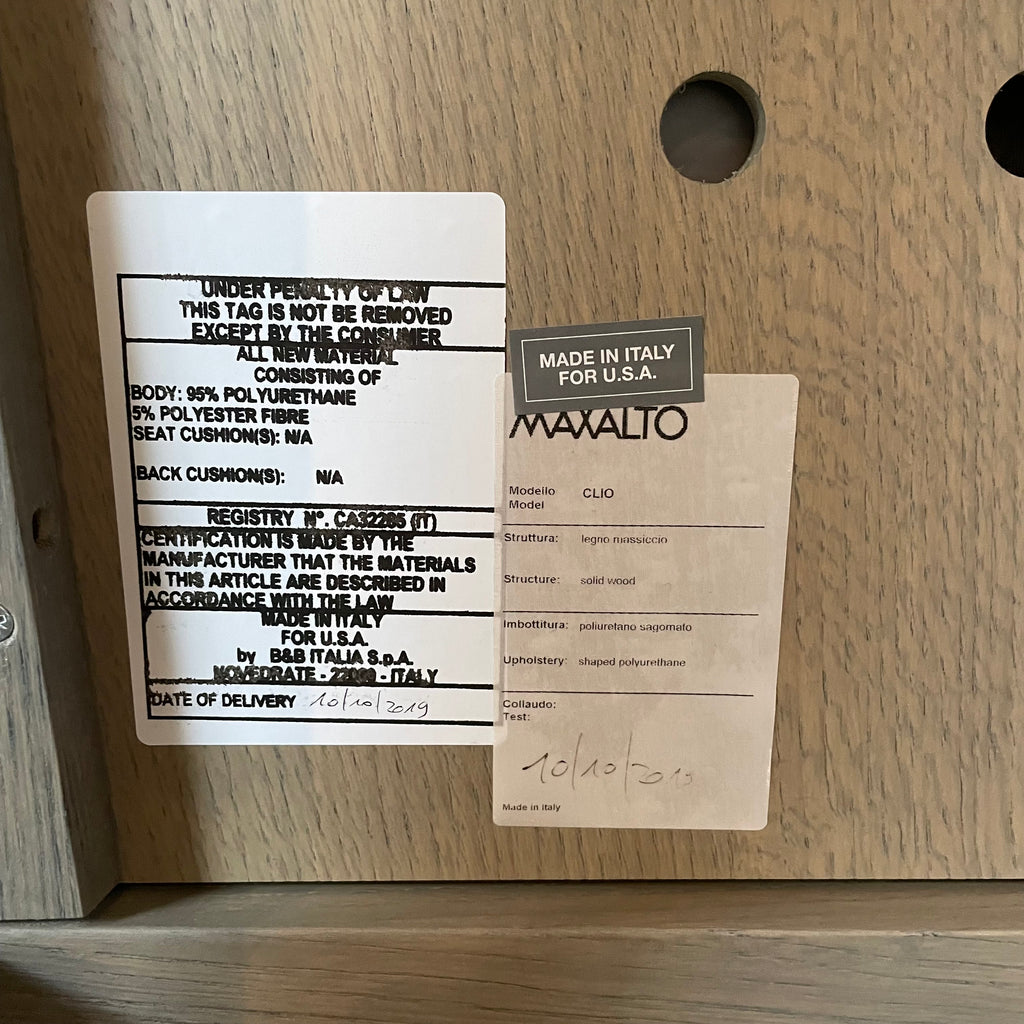 UNDER PENALTY OF LAW
THIS TAG IS NOT BE REMOVED
EXCEPT BY THE CONSUMER
ALL NEW MATERIAL
CONSISTING OF
BODY: 95% POLYURETHANE
5% POLYESTER FIBRE
SEAT CUSHION(S): N/A
BACK CUSHION(S): N/A
REGISTRY N°. CA32265 (IT)
CERTIFICATION IS MADE BY THE
MANUFACTURER THAT THE MATERIALS
IN THIS ARTICLE ARE DESCRIBED IN
ACCORDANCE WITH THE LAW
MADE IN ITALY
FOR U.S.A.
by B&B ITALIA S.p.A.
NOVEDRATE - 22060 - ITALY
DATE OF DELIVERY 10/10/2019
MADE IN ITALY
FOR U.S.A.
MAXALTO
Modello CLIO
Model
Struttura: legno massiccio
Structure: solid wood
Imbottitura: poliuretano sagomato
Upholstery: shaped polyurethane
Collaudo:
Test:
10/10/2019
Made in italy